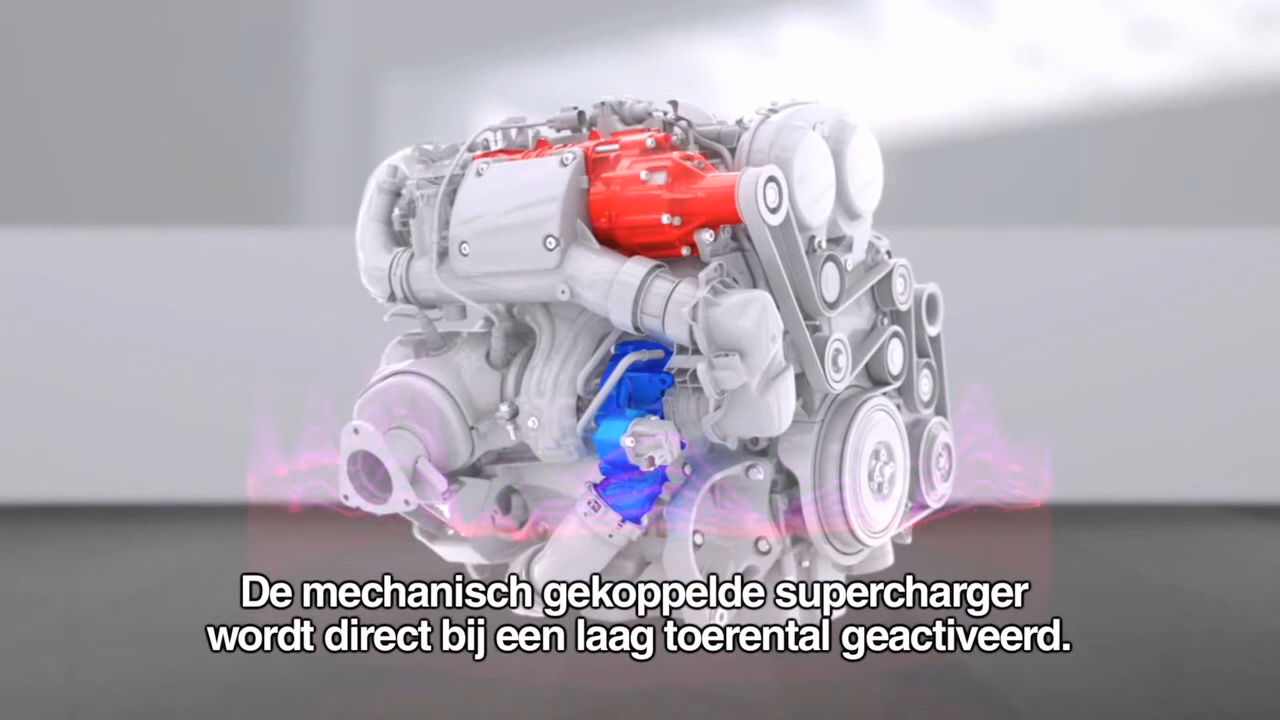 De mechanisch gekoppelde supercharger
wordt direct bij een laag toerental geactiveerd.